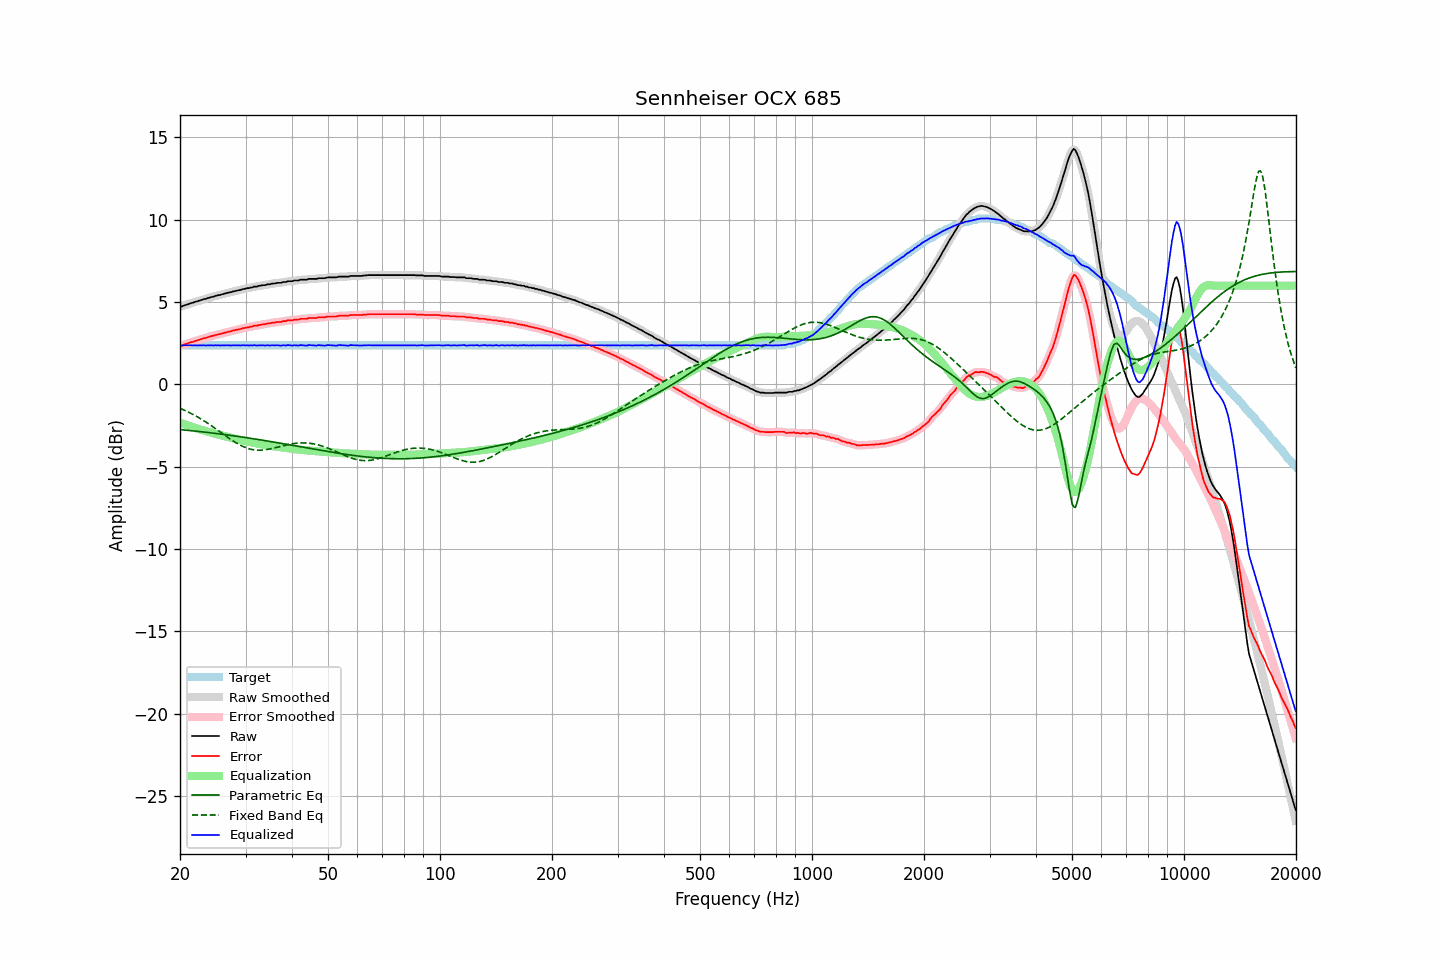 Sennheiser OCX 685
15
10
5
0
−5
−10
−15
−20
−25
Amplitude (dBr)
Target
Raw Smoothed
Error Smoothed
Raw
Error
Equalization
Parametric Eq
Fixed Band Eq
Equalized
20 50 100 200 500 1000 2000 5000 10000 20000
Frequency (Hz)